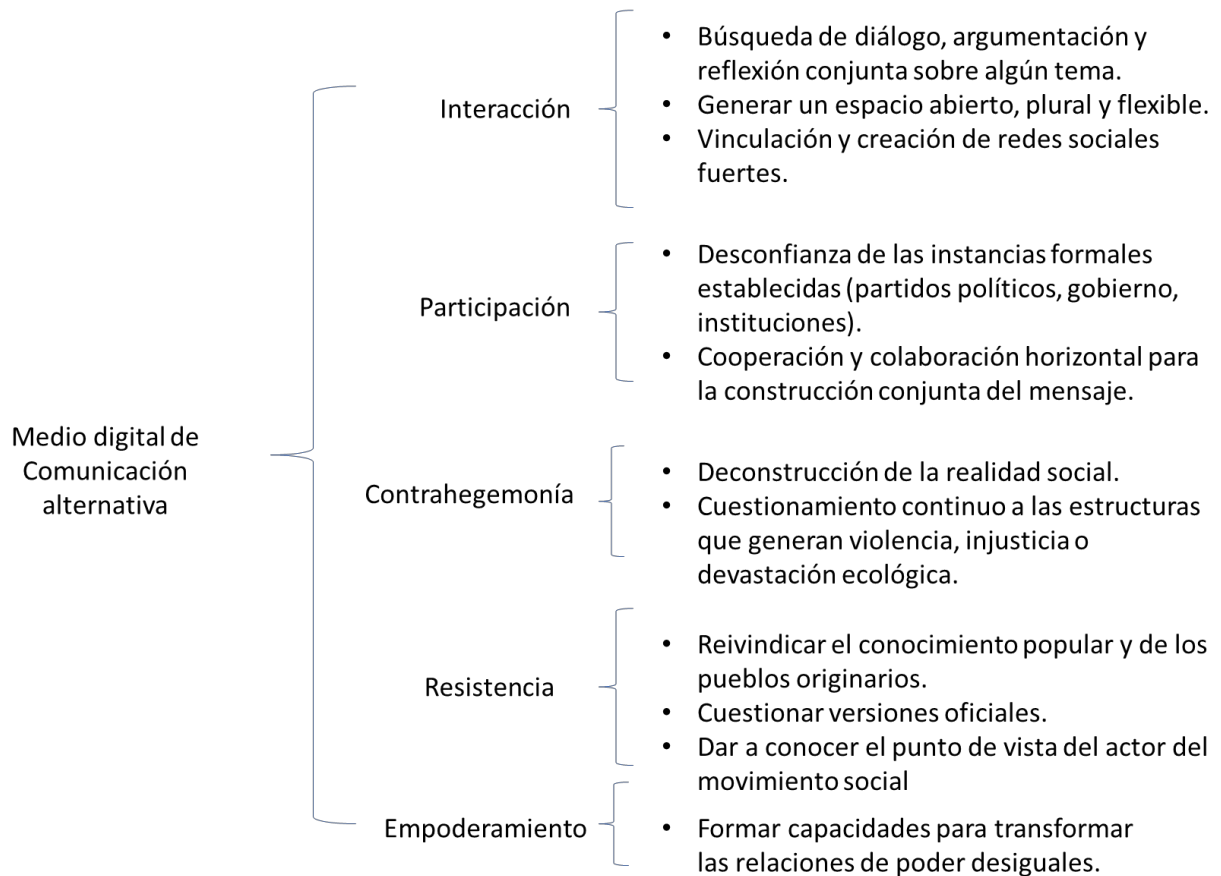 Medio digital de
Comunicación
alternativa
Interacción
• Búsqueda de diálogo, argumentación y
reflexión conjunta sobre algún tema.
• Generar un espacio abierto, plural y flexible.
• Vinculación y creación de redes sociales
fuertes.
Participación
• Desconfianza de las instancias formales
establecidas (partidos políticos, gobierno,
instituciones).
• Cooperación y colaboración horizontal para
la construcción conjunta del mensaje.
Contrahegemonía
• Deconstrucción de la realidad social.
• Cuestionamiento continuo a las estructuras
que generan violencia, injusticia o
devastación ecológica.
Resistencia
• Reivindicar el conocimiento popular y de los
pueblos originarios.
• Cuestionar versiones oficiales.
• Dar a conocer el punto de vista del actor del
movimiento social
Empoderamiento
• Formar capacidades para transformar
las relaciones de poder desiguales.